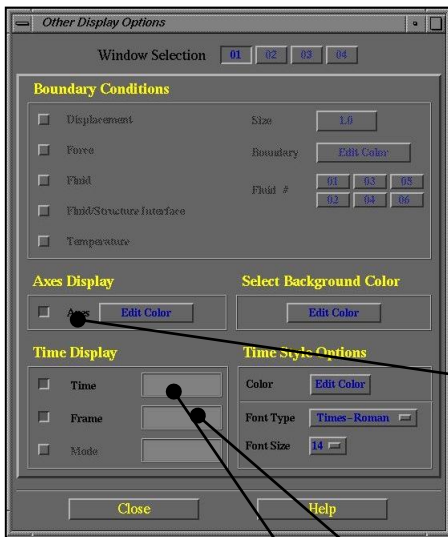 Other Display Options
Window Selection 01 02 03 04
Boundary Conditions
Displacement
Size 1.0
Force
Boundary Edit Color
Fluid
Fluid # 01 03 05
02 04 06
Fluid/Structure Interface
Temperature
Axes Display
Select Background Color
Axes Edit Color
Edit Color
Time Display
Time Style Options
Time
Color Edit Color
Frame
Font Type Times-Roman
Mode
Font Size 14
Close
Help